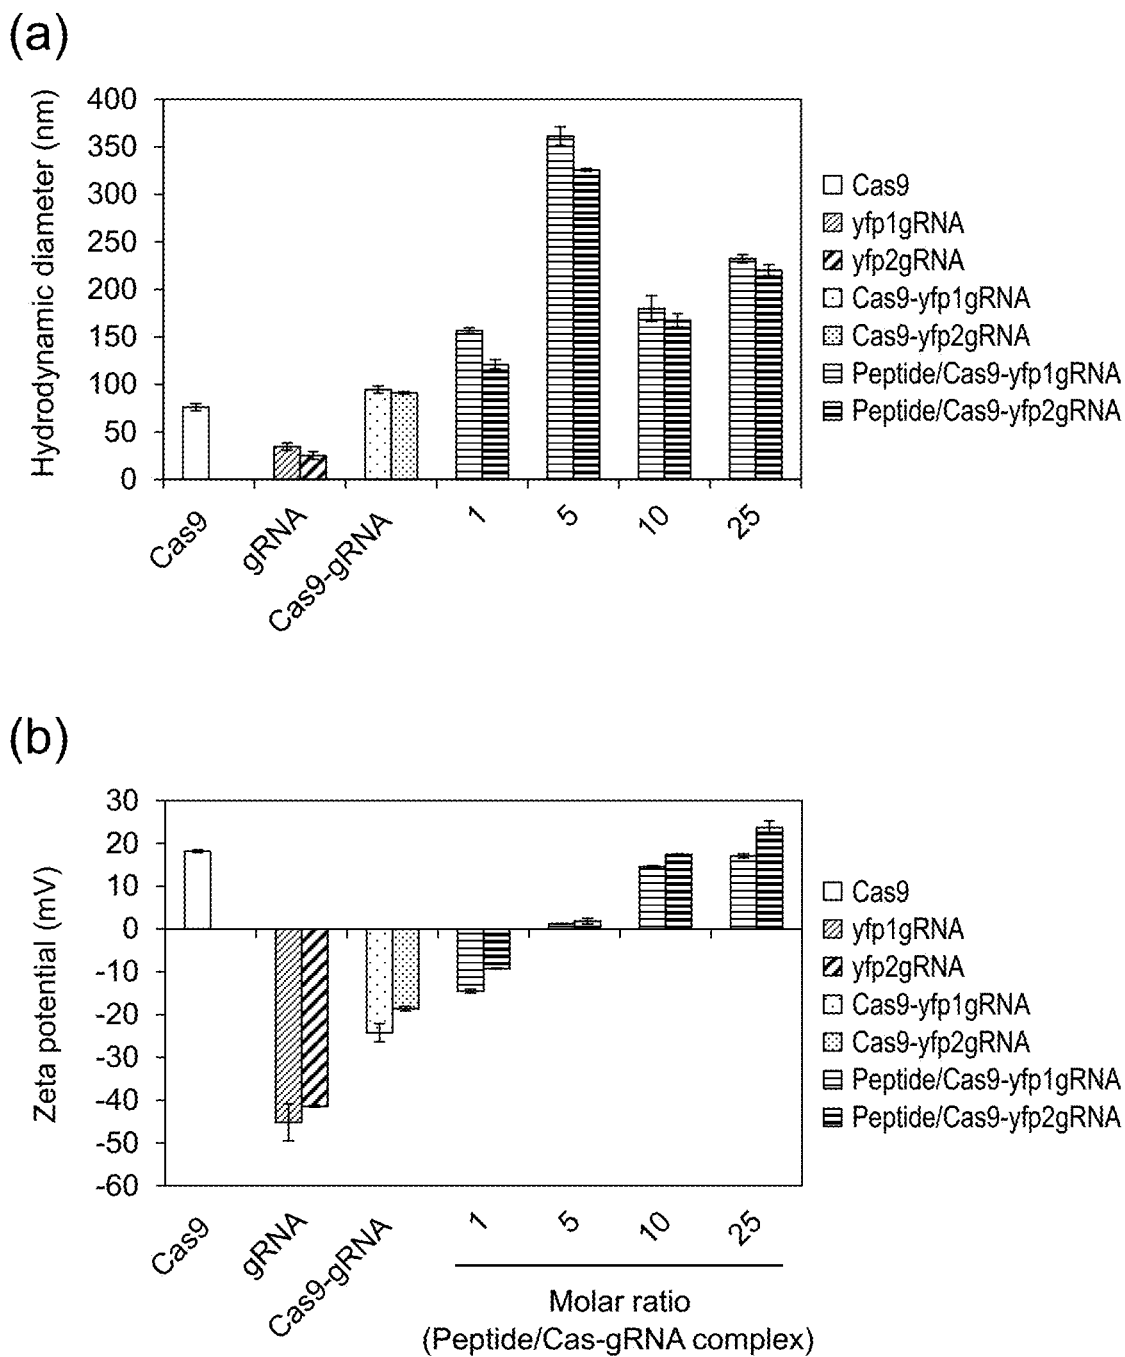 (a)
Hydrodynamic diameter (nm)
400
350
300
250
200
150
100
50
0
Cas9
gRNA
Cas9-gRNA
1
5
10
25
Cas9
yfp1gRNA
yfp2gRNA
Cas9-yfp1gRNA
Cas9-yfp2gRNA
Peptide/Cas9-yfp1gRNA
Peptide/Cas9-yfp2gRNA
(b)
Zeta potential (mV)
30
20
10
0
-10
-20
-30
-40
-50
-60
Cas9
gRNA
Cas9-gRNA
1
5
10
25
Molar ratio
(Peptide/Cas-gRNA complex)
Cas9
yfp1gRNA
yfp2gRNA
Cas9-yfp1gRNA
Cas9-yfp2gRNA
Peptide/Cas9-yfp1gRNA
Peptide/Cas9-yfp2gRNA